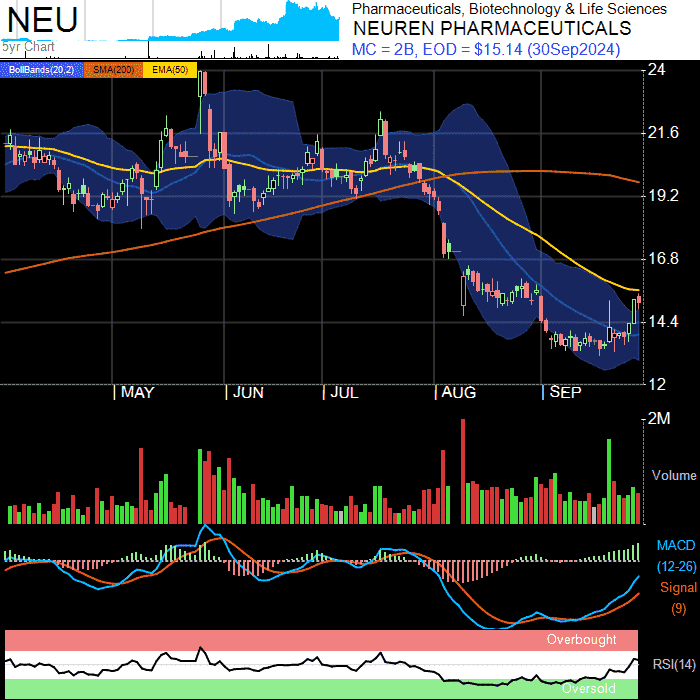 NEU
5yr Chart
Pharmaceuticals, Biotechnology & Life Sciences
NEUREN PHARMACEUTICALS
MC = 2B, EOD = $15.14 (30Sep2024)
BollBands(20,2) SMA(200) EMA(50)
24
21.6
19.2
16.8
14.4
12
MAY JUN JUL AUG SEP
2M
Volume
MACD
(12-26)
Signal
(9)
Overbought
RSI(14)
Oversold